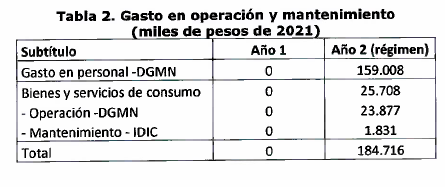 Tabla 2. Gasto en operación y mantenimiento
(miles de pesos de 2021)
Subtítulo Año 1 Año 2 (régimen)
Gasto en personal -DGMN 0 159.008
Bienes y servicios de consumo 0 25.708
- Operación -DGMN 0 23.877
- Mantenimiento - IDIC 0 1.831
Total 0 184.716